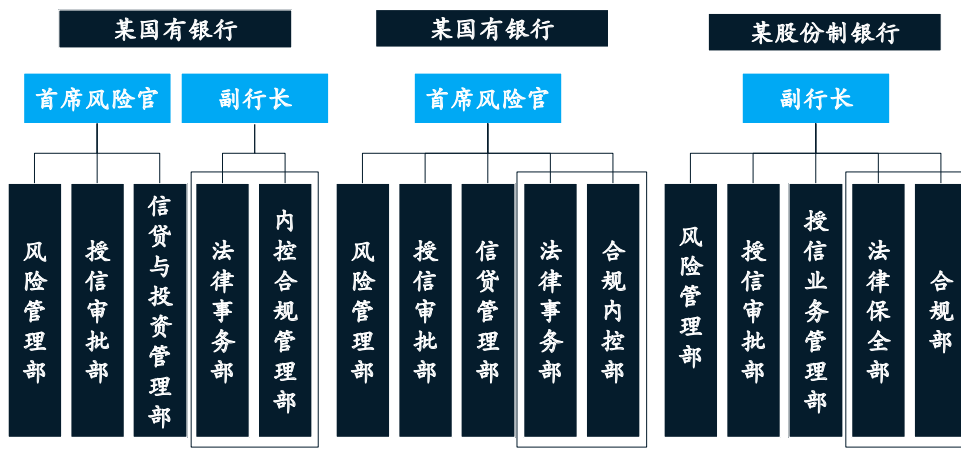 某国有银行
首席风险官
副行长
风险管理部
授信审批部
信贷与投资管理部
法律事务部
内控合规管理部
某国有银行
首席风险官
风险管理部
授信审批部
信贷管理部
法律事务部
合规内控部
某股份制银行
副行长
风险管理部
授信审批部
授信业务管理部
法律保全部
合规部